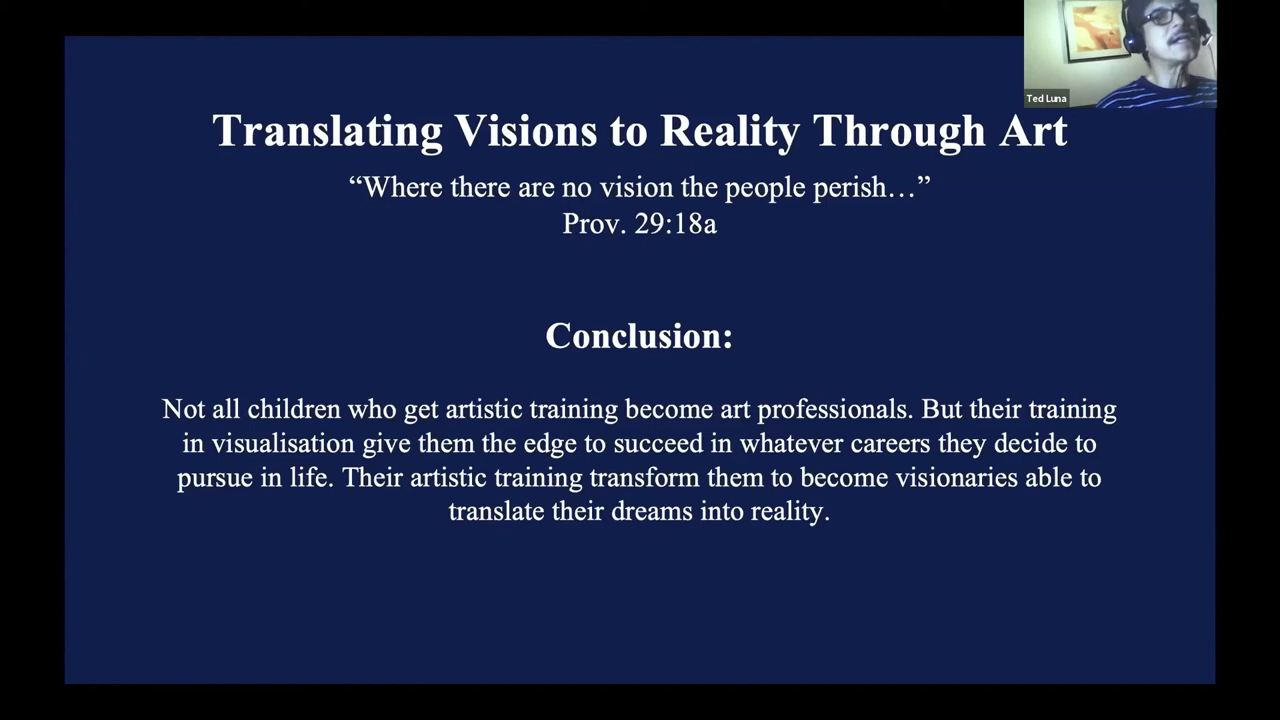 Translating Visions to Reality Through Art
“Where there are no vision the people perish…”
Prov. 29:18a
Conclusion:
Not all children who get artistic training become art professionals. But their training
in visualisation give them the edge to succeed in whatever careers they decide to
pursue in life. Their artistic training transform them to become visionaries able to
translate their dreams into reality.
Ted Luna